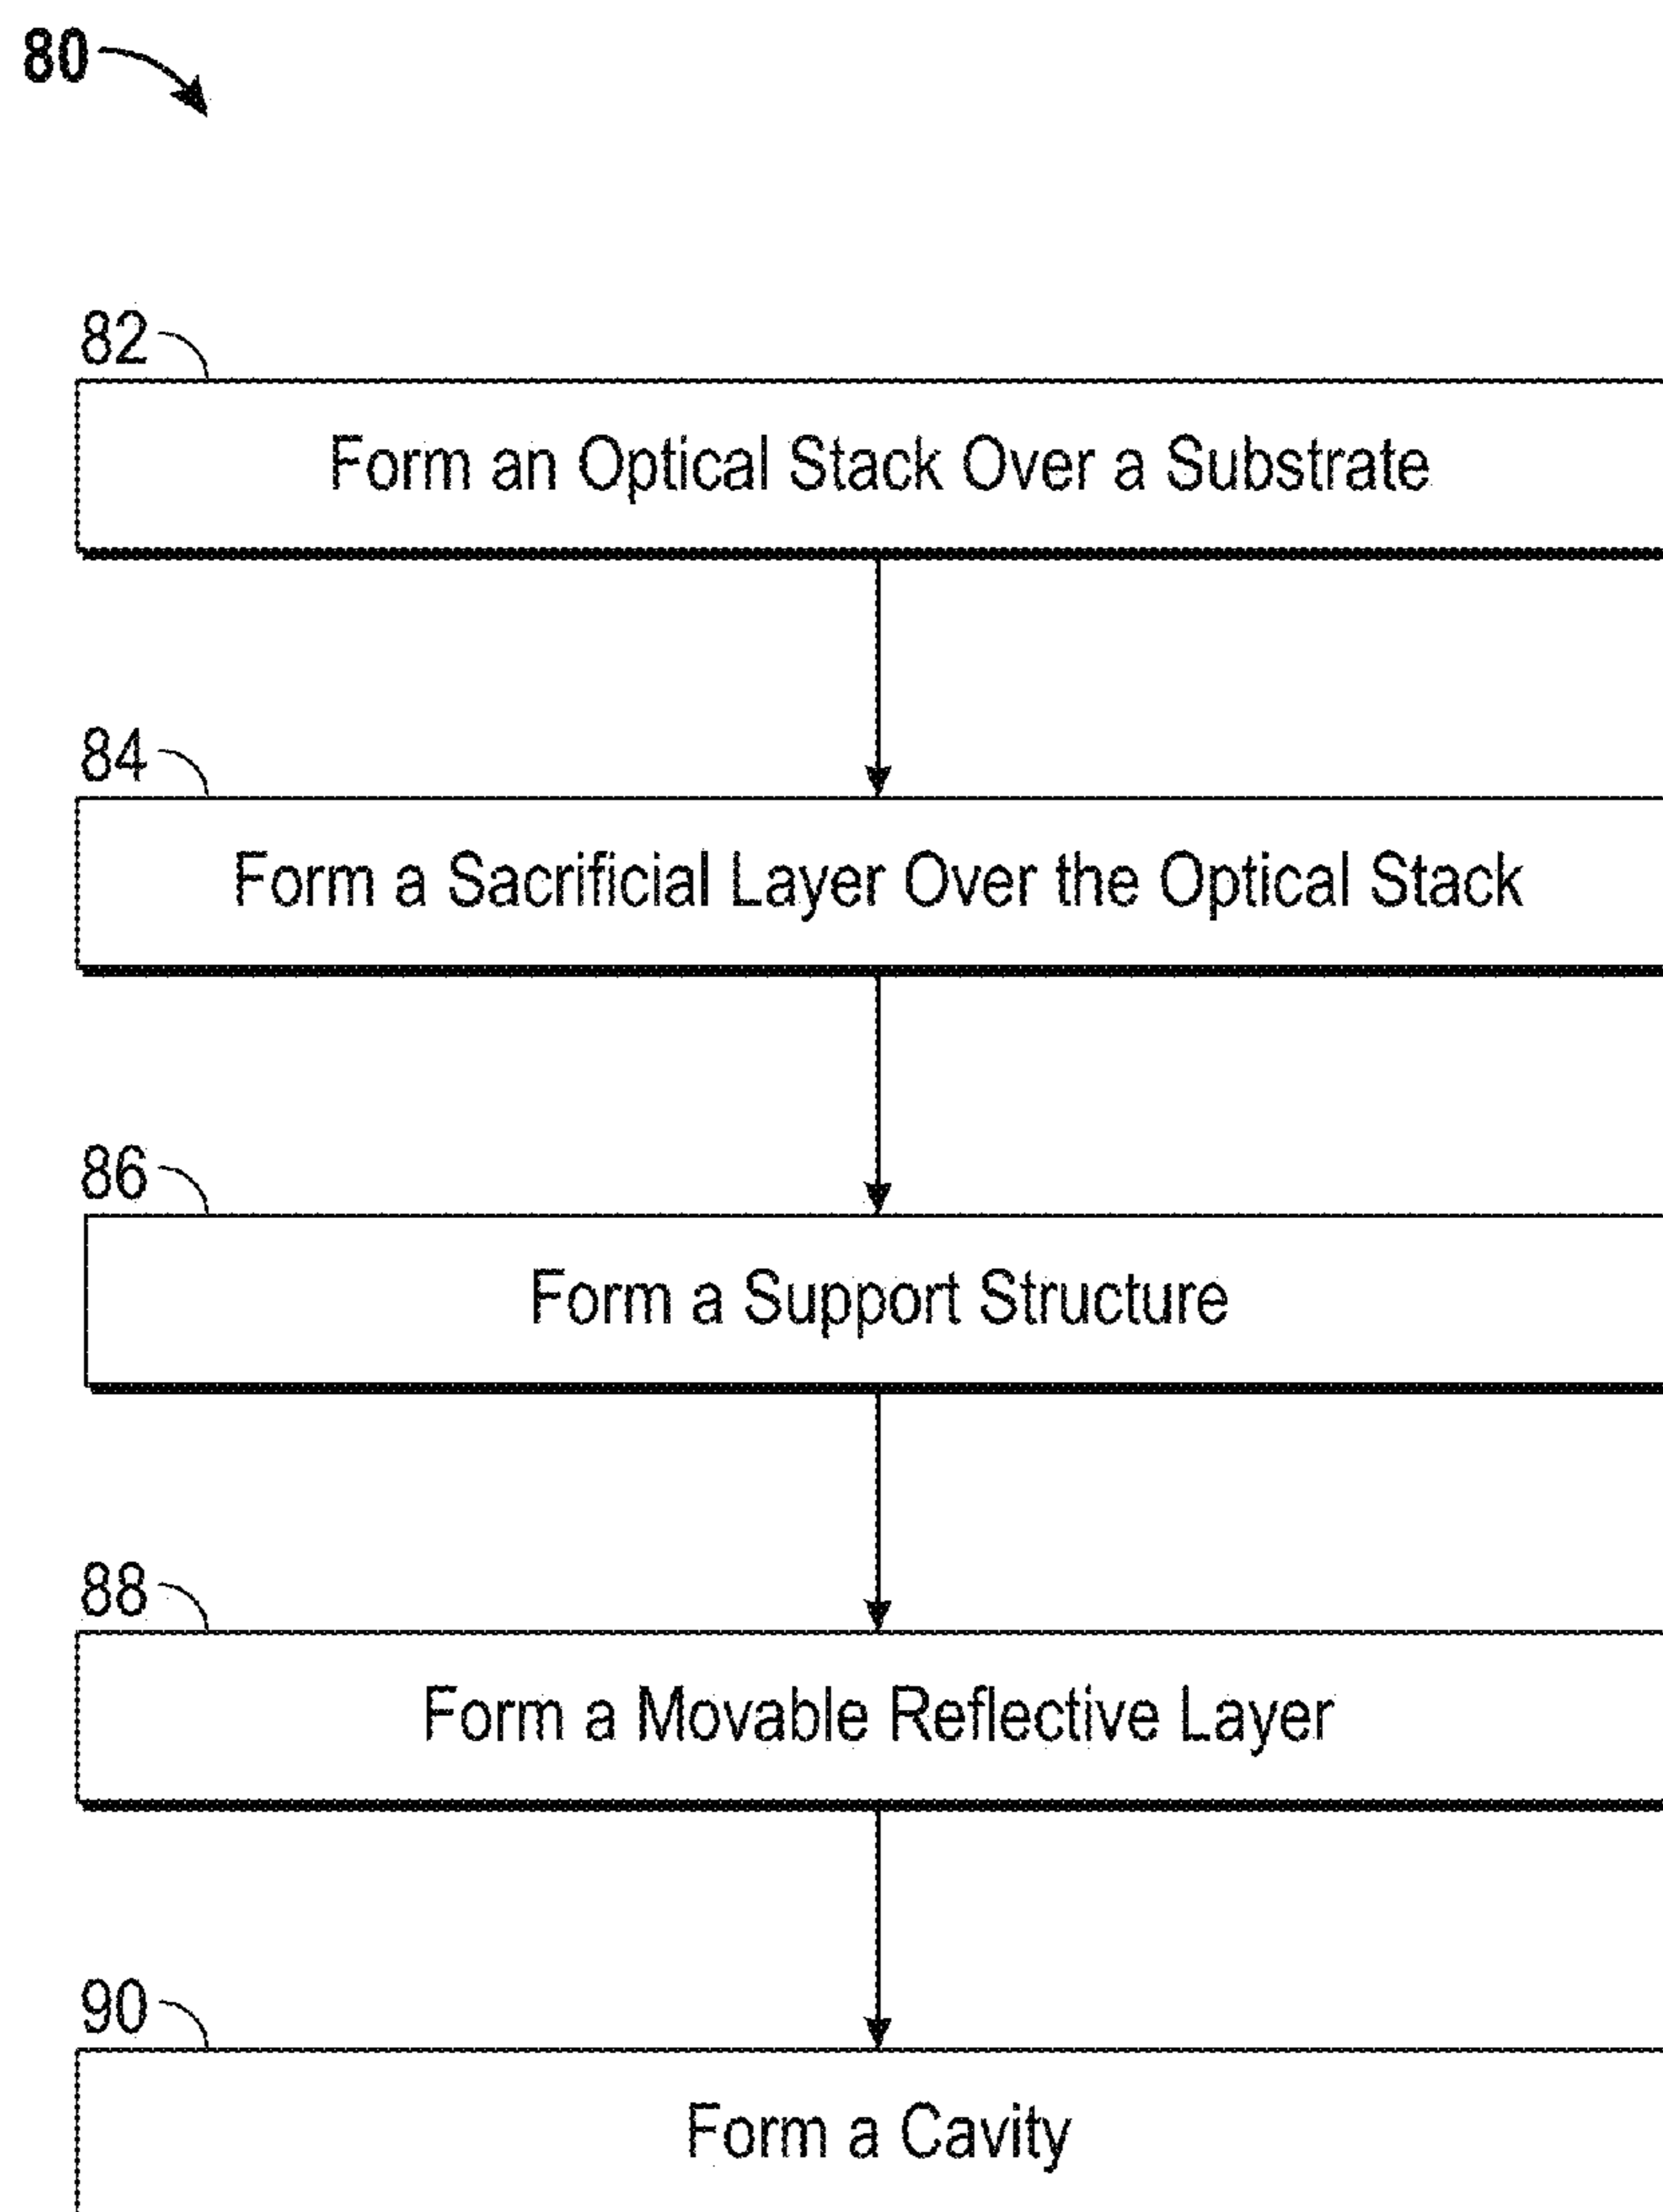 80
82
Form an Optical Stack Over a Substrate
84
Form a Sacrificial Layer Over the Optical Stack
86
Form a Support Structure
88
Form a Movable Reflective Layer
90
Form a Cavity